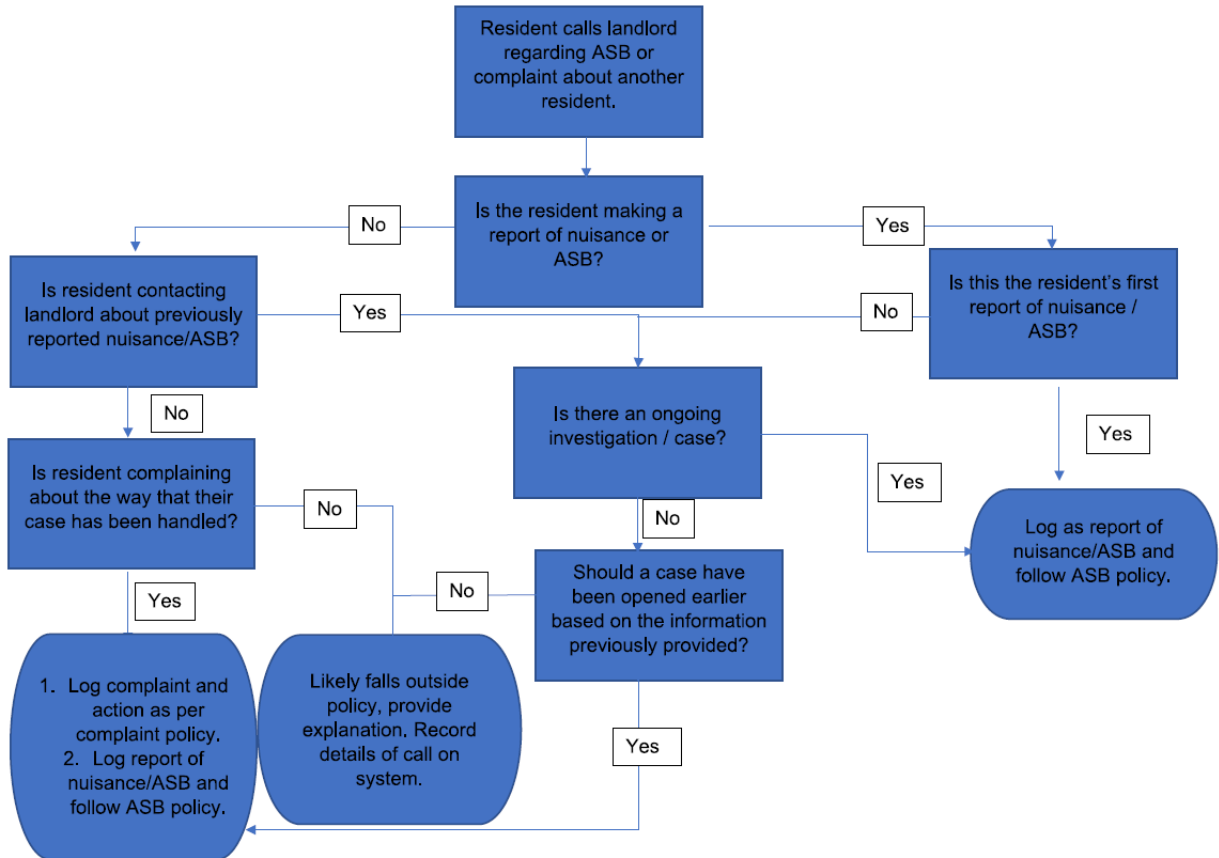 Resident calls landlord
regarding ASB or
complaint about another
resident.
No
Is the resident making a
report of nuisance or
ASB?
Yes
Is resident contacting
landlord about previously
reported nuisance/ASB?
Yes
No
Is this the resident’s first
report of nuisance /
ASB?
No
Is there an ongoing
investigation / case?
Yes
Yes
Is resident complaining
about the way that their
case has been handled?
No
No
Log as report of
nuisance/ASB and
follow ASB policy.
Yes
No
Should a case have
been opened earlier
based on the information
previously provided?
1. Log complaint and
action as per
complaint policy.
2. Log report of
nuisance/ASB and
follow ASB policy.
Likely falls outside
policy, provide
explanation. Record
details of call on
system.
Yes